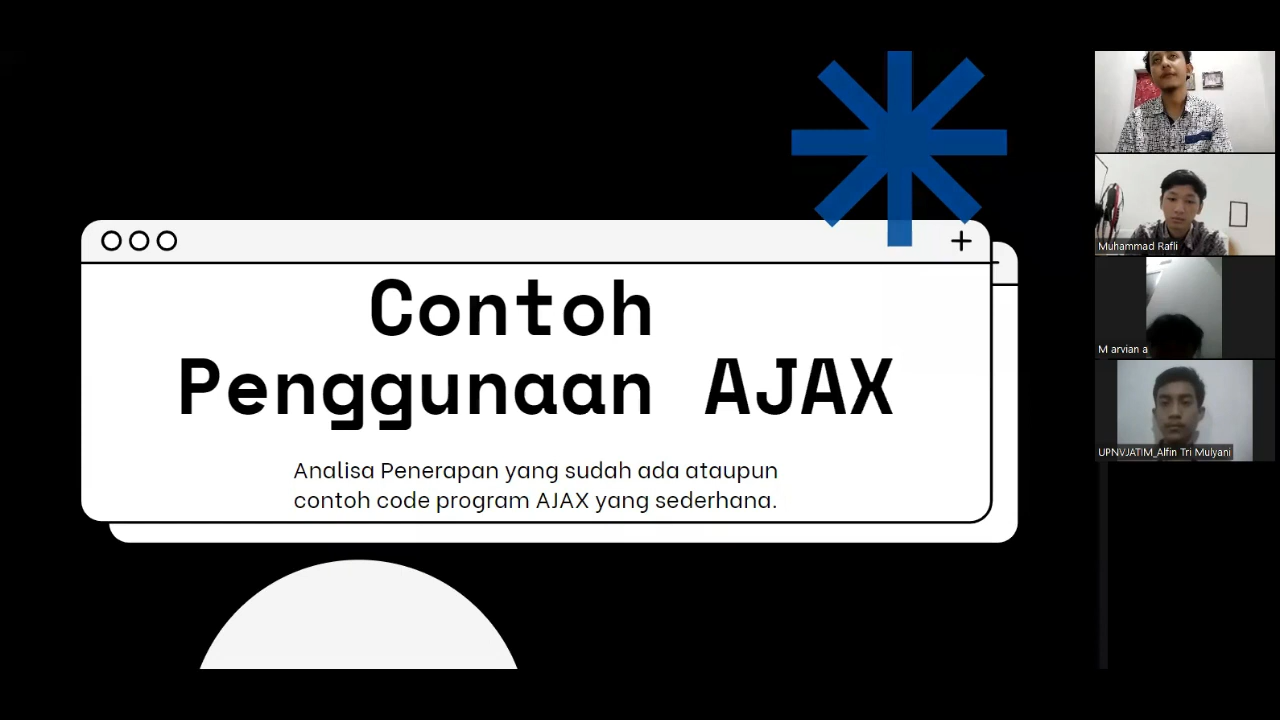 Contoh
Penggunaan AJAX
Analisa Penerapan yang sudah ada ataupun
contoh code program AJAX yang sederhana.
Muhammad Rafli
M arvian a
UPNVJATIM_Alfin Tri Mulyani